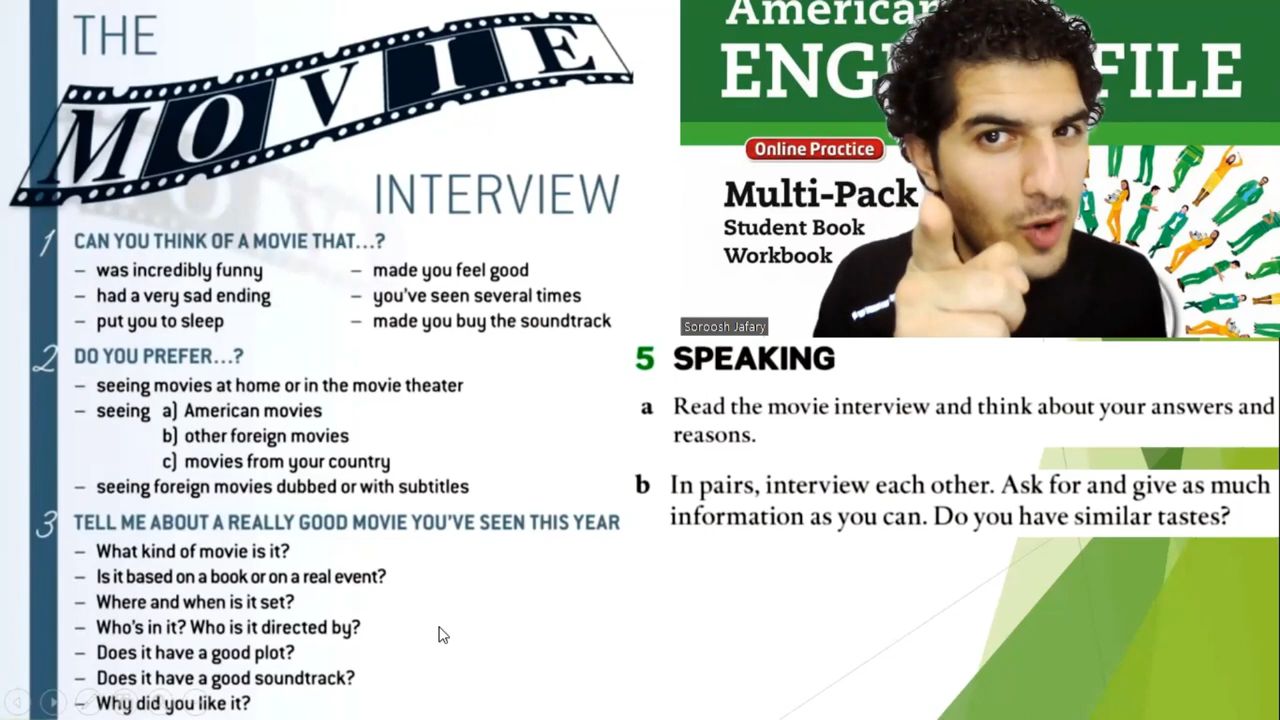 THE
MOVIE
INTERVIEW
1 CAN YOU THINK OF A MOVIE THAT...?
– was incredibly funny
– had a very sad ending
– put you to sleep
– made you feel good
– you've seen several times
– made you buy the soundtrack
2 DO YOU PREFER...?
– seeing movies at home or in the movie theater
– seeing a) American movies
b) other foreign movies
c) movies from your country
– seeing foreign movies dubbed or with subtitles
3 TELL ME ABOUT A REALLY GOOD MOVIE YOU'VE SEEN THIS YEAR
– What kind of movie is it?
– Is it based on a book or on a real event?
– Where and when is it set?
– Who's in it? Who is it directed by?
– Does it have a good plot?
– Does it have a good soundtrack?
– Why did you like it?
American
ENG FILE
Online Practice
Multi-Pack
Student Book
Workbook
Soroosh Jafary
5 SPEAKING
a Read the movie interview and think about your answers and
reasons.
b In pairs, interview each other. Ask for and give as much
information as you can. Do you have similar tastes?